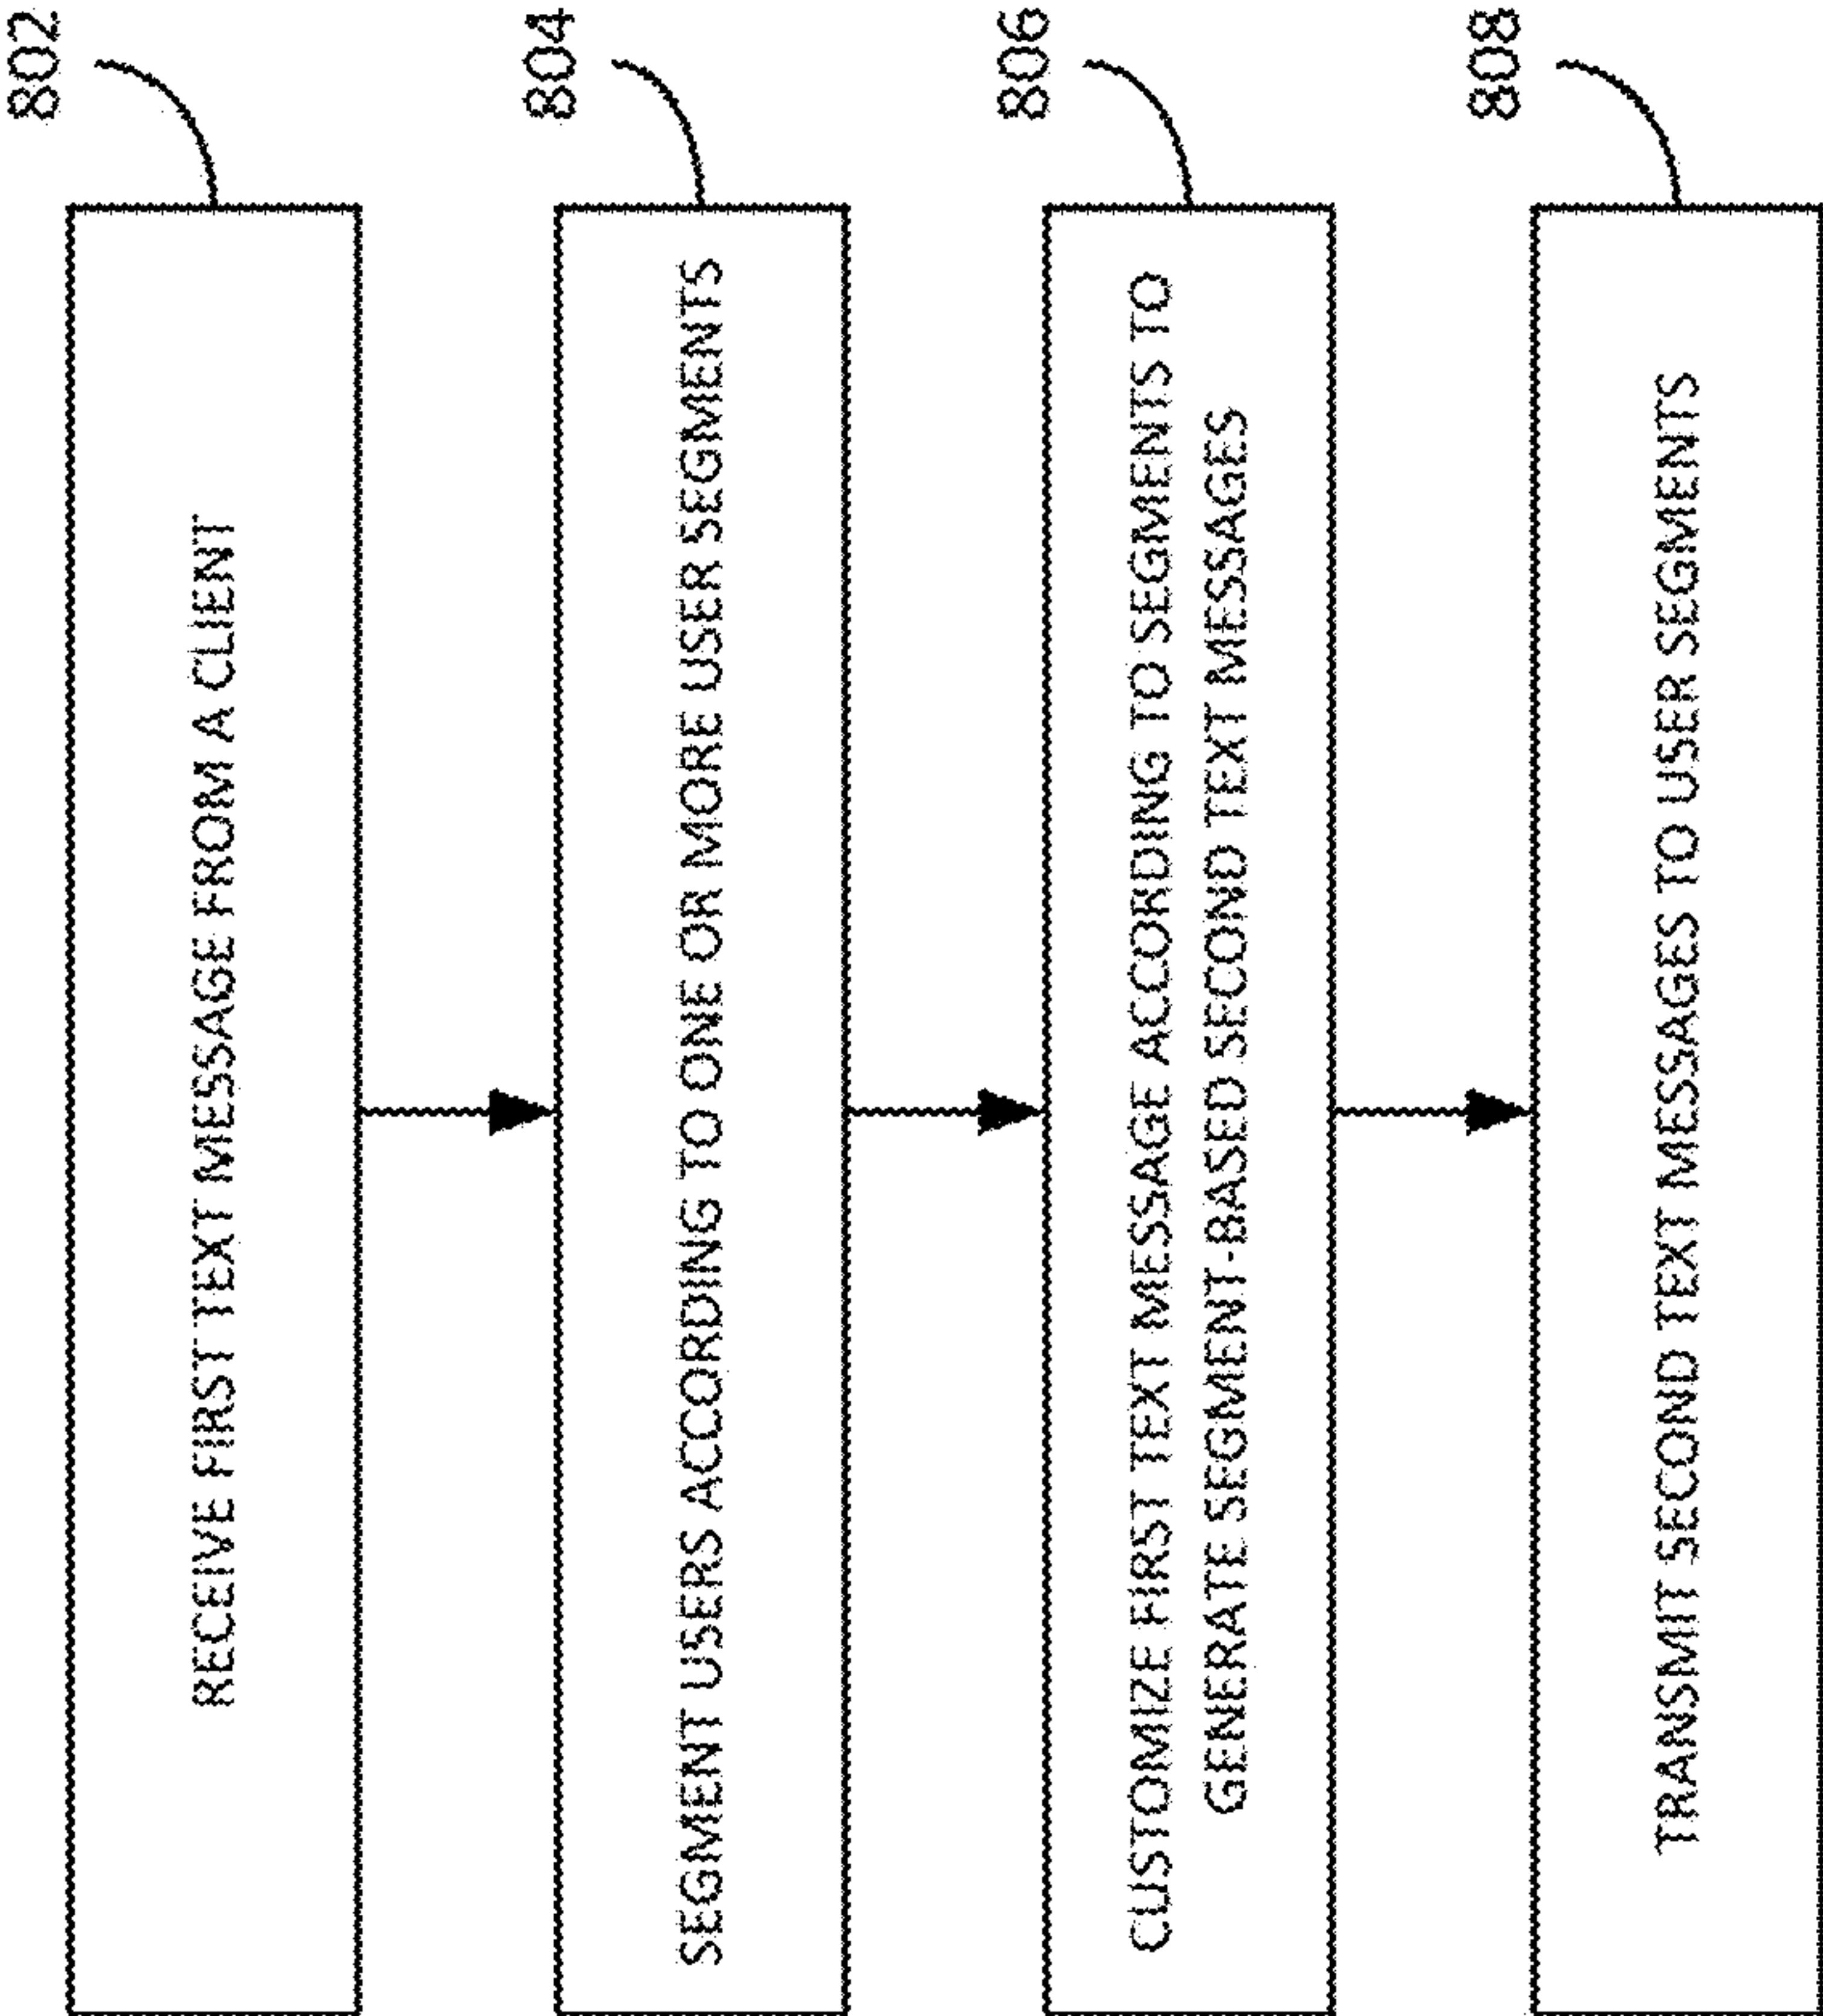 802
RECEIVE FIRST TEXT MESSAGE FROM A CLIENT
804
SEGMENT USERS ACCORDING TO ONE OR MORE USER SEGMENTS
806
CUSTOMIZE FIRST TEXT MESSAGE ACCORDING TO SEGMENTS TO
GENERATE SEGMENT-BASED SECOND TEXT MESSAGES
808
TRANSMIT SECOND TEXT MESSAGES TO USER SEGMENTS